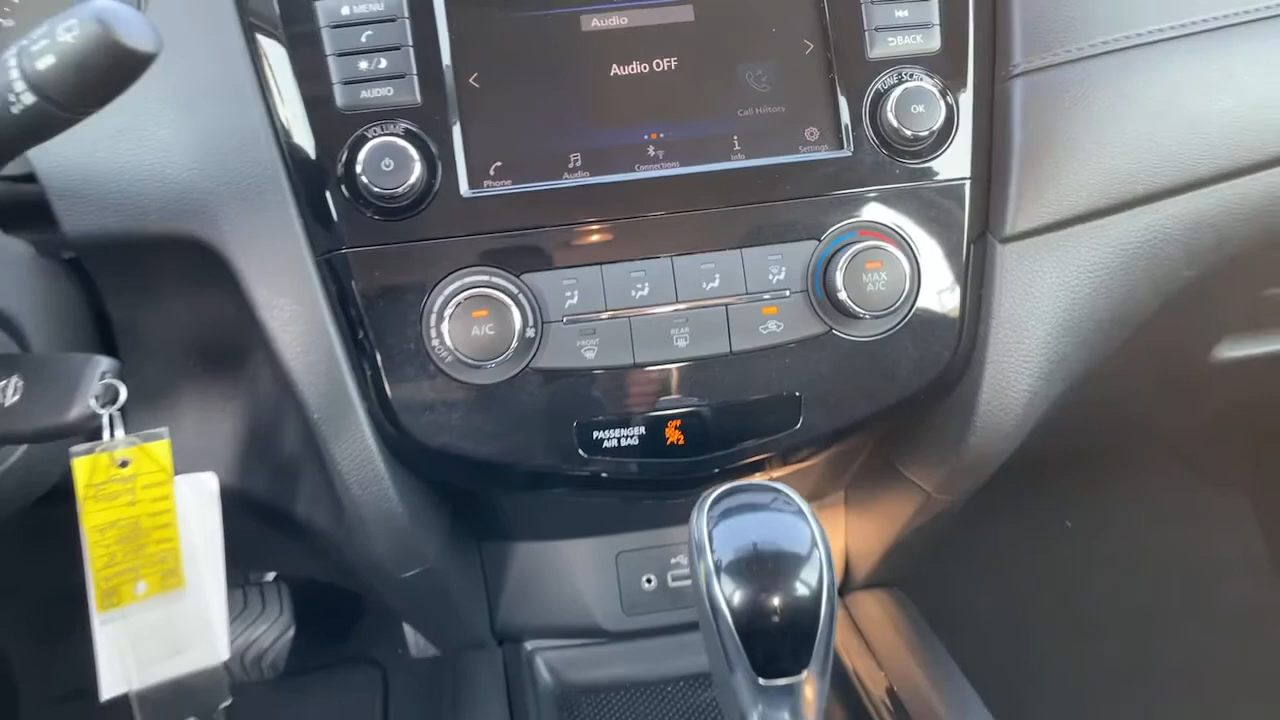 MENU
AUDIO
VOLUME
Audio
Audio OFF
Call History
Phone
Audio
Connections
Info
Settings
BACK
TUNE·SCROLL
OK
A/C
OFF
FRONT
REAR
MAX
A/C
PASSENGER
AIR BAG
OFF